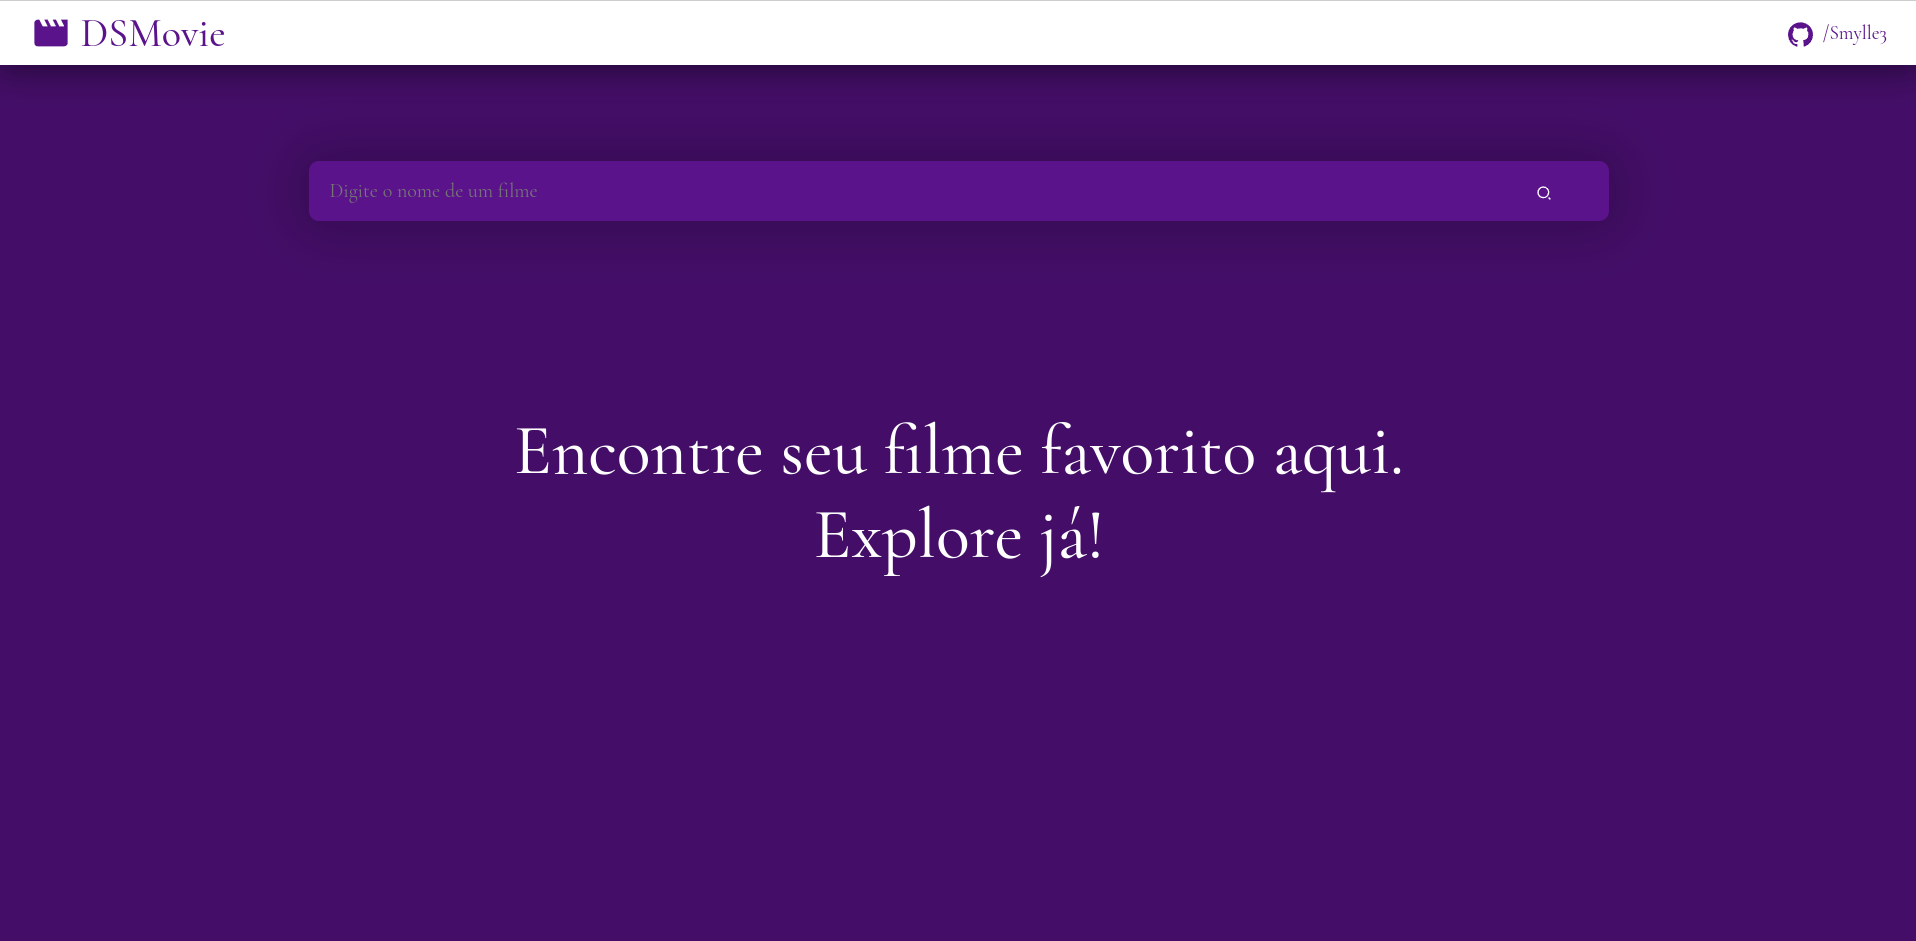 DSMovie
/Smylle3
Digite o nome de um filme
Encontre seu filme favorito aqui.
Explore já!